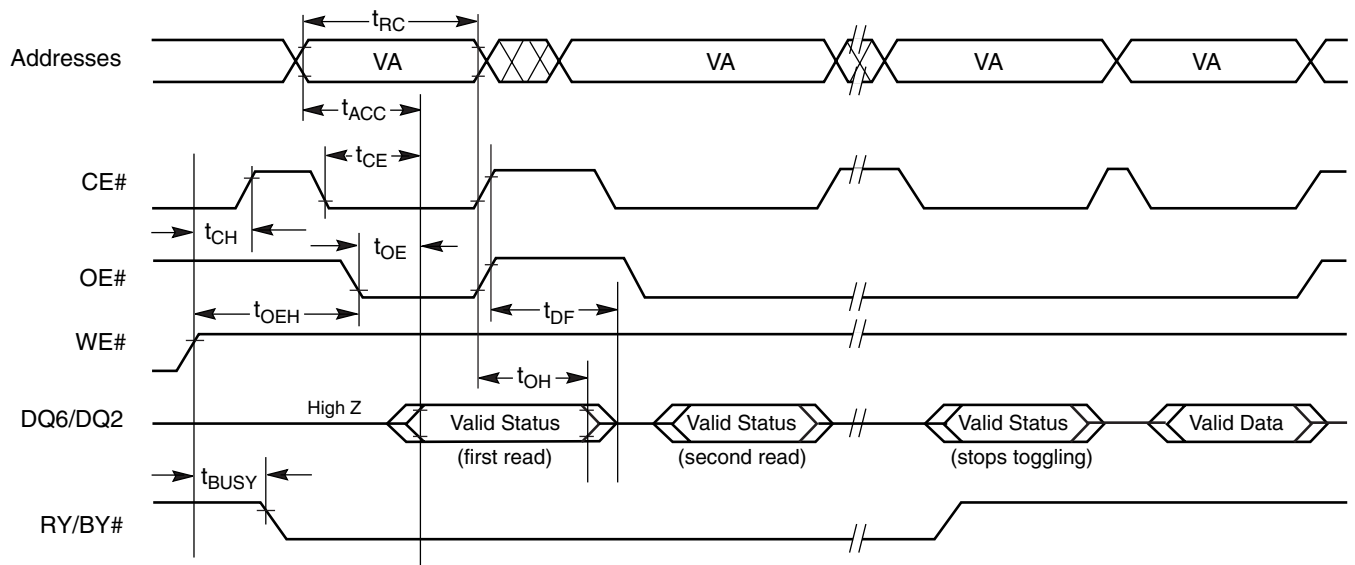 tRC
Addresses VA VA VA VA
tACC
tCE
CE#
tCH tOE
OE#
tOEH tDF
WE#
tOH
High Z
DQ6/DQ2 Valid Status Valid Status Valid Status Valid Data
(first read) (second read) (stops toggling)
tBUSY
RY/BY#